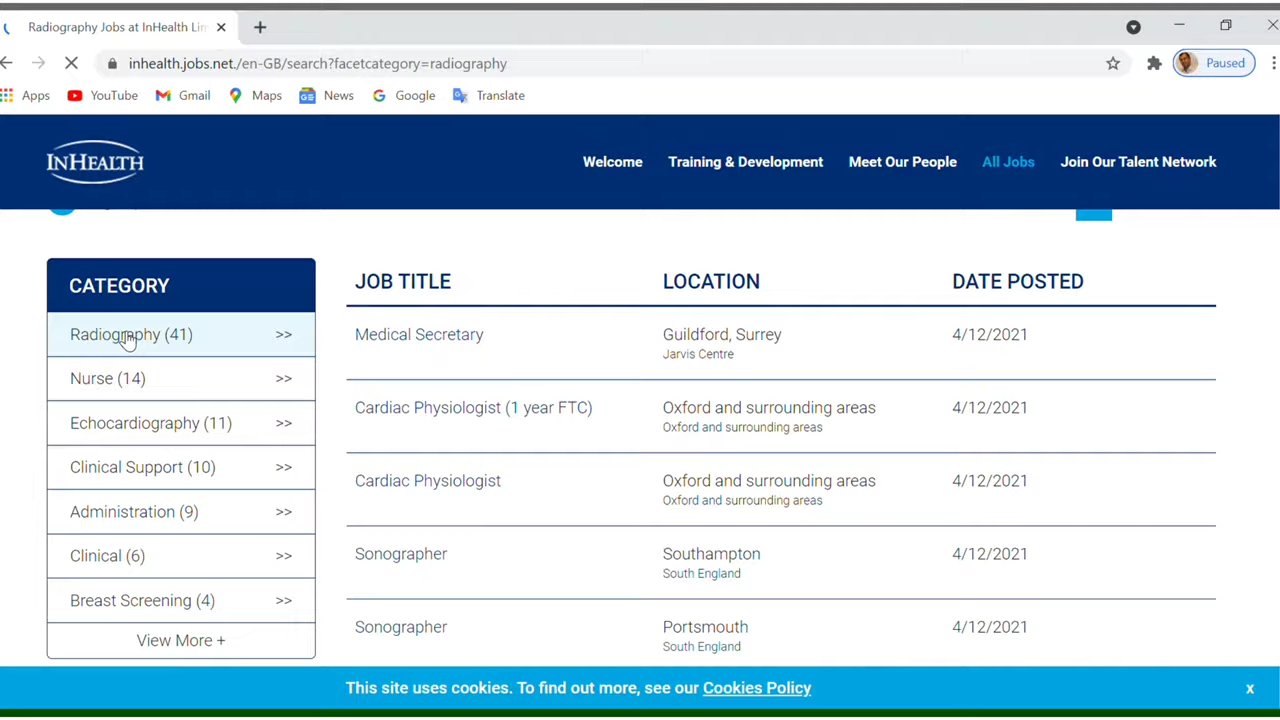 Radiography Jobs at InHealth Lim
inhealth.jobs.net./en-GB/search?facetcategory=radiography
Paused
Apps YouTube Gmail Maps News Google Translate
INHEALTH
Welcome Training & Development Meet Our People All Jobs Join Our Talent Network
CATEGORY
Radiography (41) >>
Nurse (14) >>
Echocardiography (11) >>
Clinical Support (10) >>
Administration (9) >>
Clinical (6) >>
Breast Screening (4) >>
View More +
JOB TITLE LOCATION DATE POSTED
Medical Secretary Guildford, Surrey 4/12/2021
Jarvis Centre
Cardiac Physiologist (1 year FTC) Oxford and surrounding areas 4/12/2021
Oxford and surrounding areas
Cardiac Physiologist Oxford and surrounding areas 4/12/2021
Oxford and surrounding areas
Sonographer Southampton 4/12/2021
South England
Sonographer Portsmouth 4/12/2021
South England
This site uses cookies. To find out more, see our Cookies Policy x